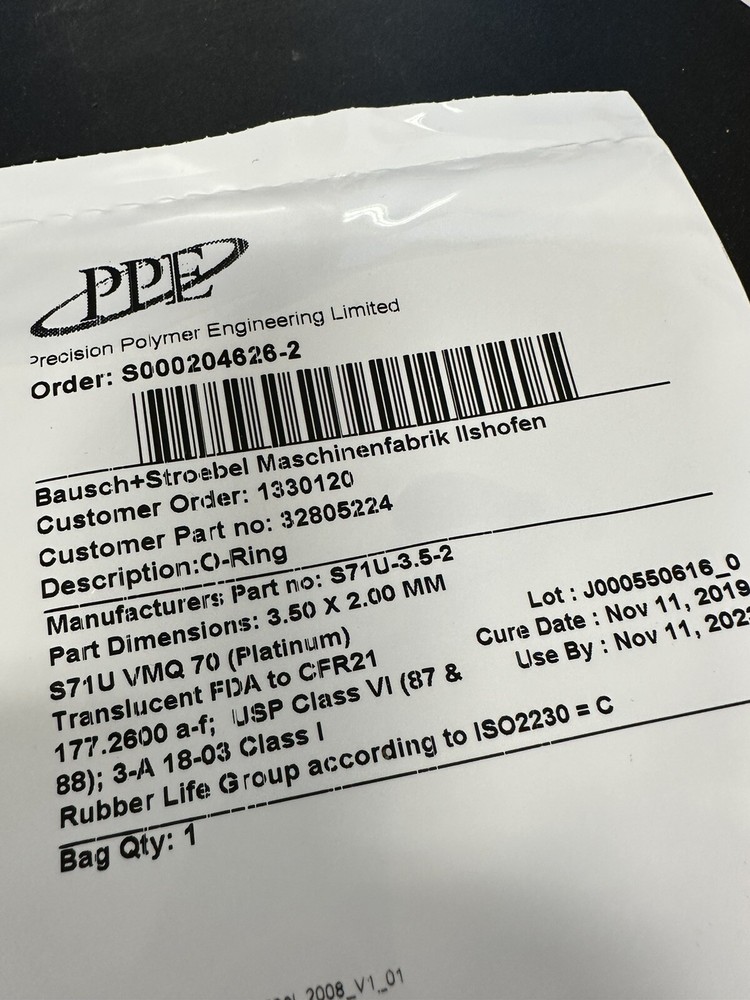 PPE
Precision Polymer Engineering Limited
Order: S000204626-2
Bausch+Stroebel Maschinenfabrik Ilshofen
Customer Order: 1330120
Customer Part no: 32805224
Description:O-Ring
Manufacturers Part no: S71U-3.5-2
Part Dimensions: 3.50 X 2.00 MM
S71U VMQ 70 (Platinum)
Translucent FDA to CFR21
177.2600 a-f; USP Class VI (87 &
88); 3-A 18-03 Class I
Lot : J000550616_0
Cure Date : Nov 11, 2019
Use By : Nov 11,
Rubber Life Group according to ISO2230 = C
Bag Qty: 1
2008_V1_01